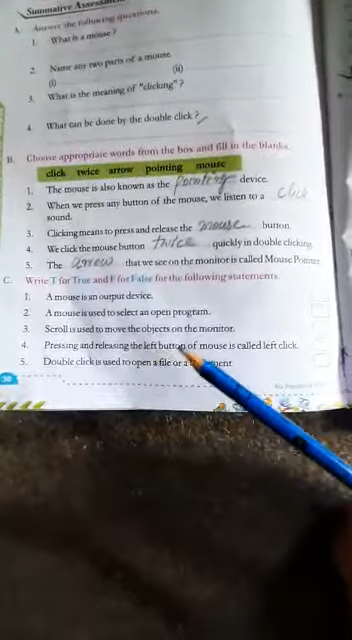 Summative Assessment
A. Answer the following questions.
1. What is a mouse?
2. Name any two parts of a mouse.
(i) (ii)
3. What is the meaning of "clicking"?
4. What can be done by the double click?
B. Choose appropriate words from the box and fill in the blanks.
click twice arrow pointing mouse
1. The mouse is also known as the pointing device.
2. When we press any button of the mouse, we listen to a click
sound.
3. Clicking means to press and release the mouse button.
4. We click the mouse button twice quickly in double clicking.
5. The arrow that we see on the monitor is called Mouse Pointer.
C. Write T for True and F for False for the following statements.
1. A mouse is an output device.
2. A mouse is used to select an open program.
3. Scroll is used to move the objects on the monitor.
4. Pressing and releasing the left button of mouse is called left click.
5. Double click is used to open a file or a
30